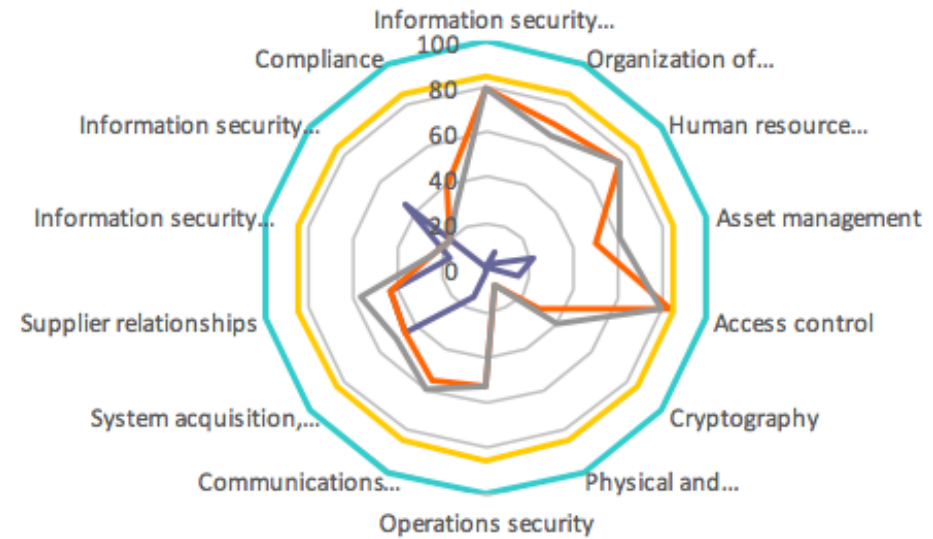 Information security...
100
Compliance
Organization of...
80
60
Information security...
Human resource...
40
20
Information security...
Asset management
0
Supplier relationships
Access control
System acquisition,...
Cryptography
Communications...
Physical and...
Operations security